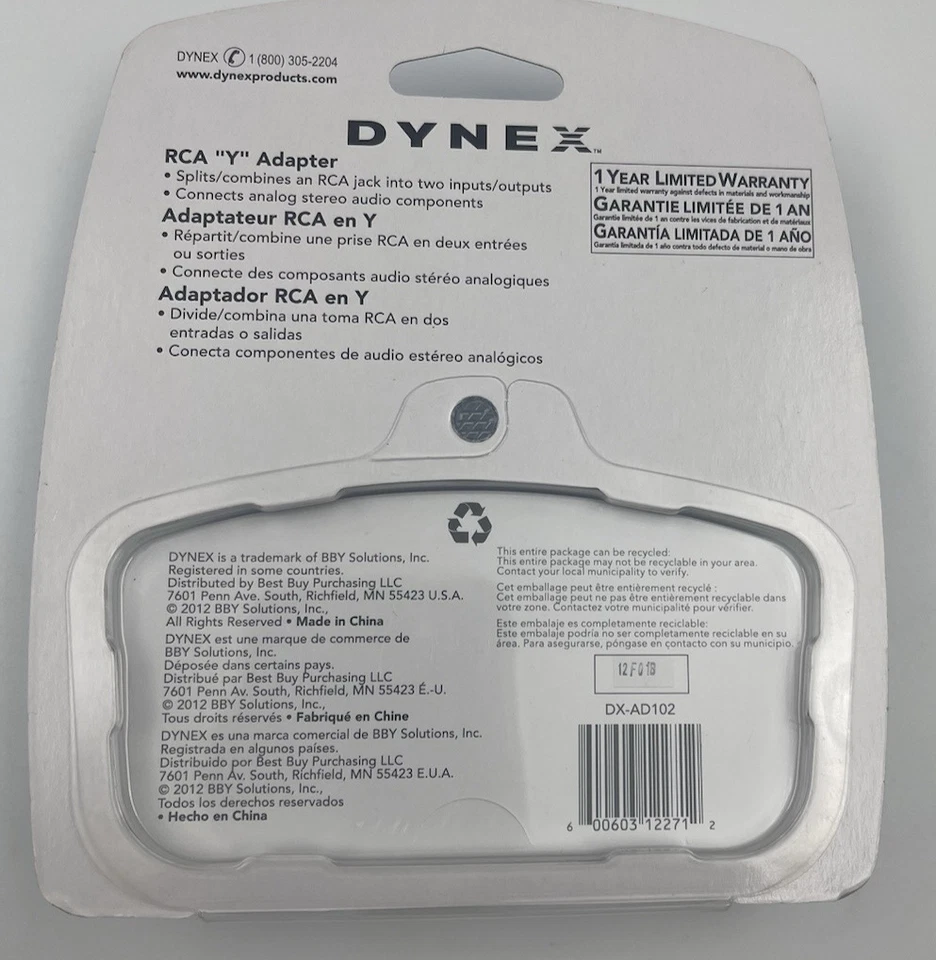 DYNEX 1 (800) 305-2204
www.dynexproducts.com
DYNEX™
RCA "Y" Adapter
• Splits/combines an RCA jack into two inputs/outputs
• Connects analog stereo audio components
Adaptateur RCA en Y
• Répartit/combine une prise RCA en deux entrées
ou sorties
• Connecte des composants audio stéréo analogiques
Adaptador RCA en Y
• Divide/combina una toma RCA en dos
entradas o salidas
• Conecta componentes de audio estéreo analógicos
1 YEAR LIMITED WARRANTY
1 Year limited warranty against defects in materials and workmanship
GARANTIE LIMITÉE DE 1 AN
Garantie limitée de 1 an contre les vices de fabrication et de matériaux
GARANTÍA LIMITADA DE 1 AÑO
Garantía limitada de 1 año contra todo defecto de material o mano de obra
DYNEX is a trademark of BBY Solutions, Inc.
Registered in some countries.
Distributed by Best Buy Purchasing LLC
7601 Penn Ave. South, Richfield, MN 55423 U.S.A.
© 2012 BBY Solutions, Inc.,
All Rights Reserved • Made in China
DYNEX est une marque de commerce de
BBY Solutions, Inc.
Déposée dans certains pays.
Distribué par Best Buy Purchasing LLC
7601 Penn Av. South, Richfield, MN 55423 É.-U.
© 2012 BBY Solutions, Inc.,
Tous droits réservés • Fabriqué en Chine
DYNEX es una marca comercial de BBY Solutions, Inc.
Registrada en algunos países.
Distribuido por Best Buy Purchasing LLC
7601 Penn Av. South, Richfield, MN 55423 E.U.A.
© 2012 BBY Solutions, Inc.,
Todos los derechos reservados
• Hecho en China
This entire package can be recycled:
This entire package may not be recyclable in your area.
Contact your local municipality to verify.
Cet emballage peut être entièrement recyclé :
Cet emballage peut ne pas être entièrement recyclable dans
votre zone. Contactez votre municipalité pour vérifier.
Este embalaje es completamente reciclable:
Este embalaje podría no ser completamente reciclable en su
área. Para asegurarse, póngase en contacto con su municipio.
12F01B
DX-AD102
6 00603 12271 2